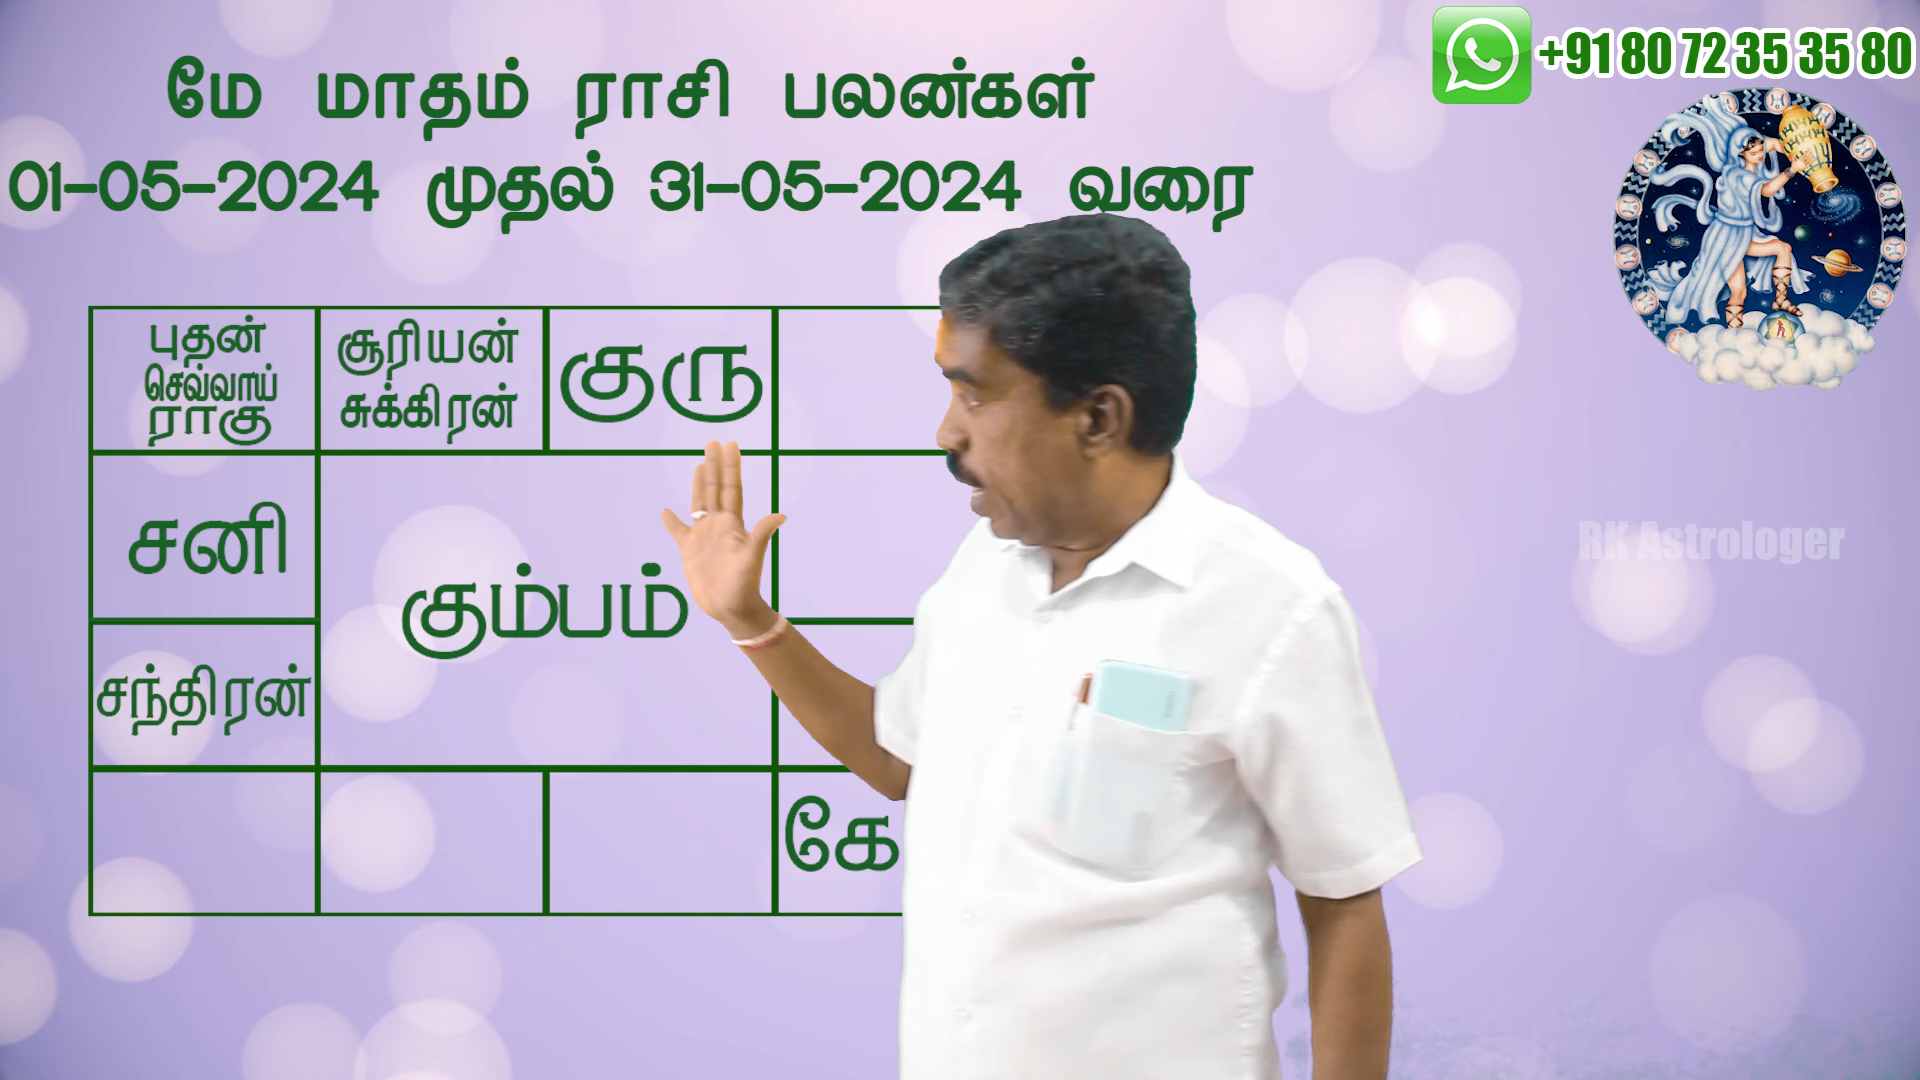 +91 80 72 35 35 80
மே மாதம் ராசி பலன்கள்
01-05-2024 முதல் 31-05-2024 வரை
புதன்
செவ்வாய்
ராகு
சூரியன்
சுக்கிரன்
குரு
சனி
கும்பம்
சந்திரன்
RK Astrologer